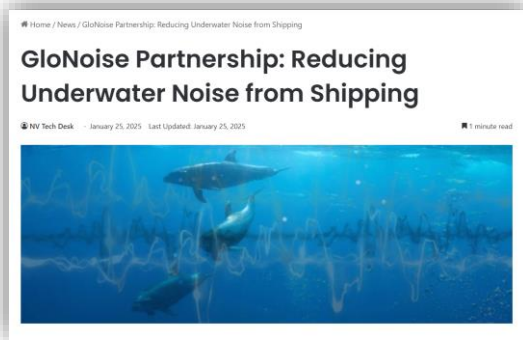 Home / News / GloNoise Partnership: Reducing Underwater Noise from Shipping
GloNoise Partnership: Reducing
Underwater Noise from Shipping
NV Tech Desk · January 25, 2025 Last Updated: January 25, 2025 1 minute read